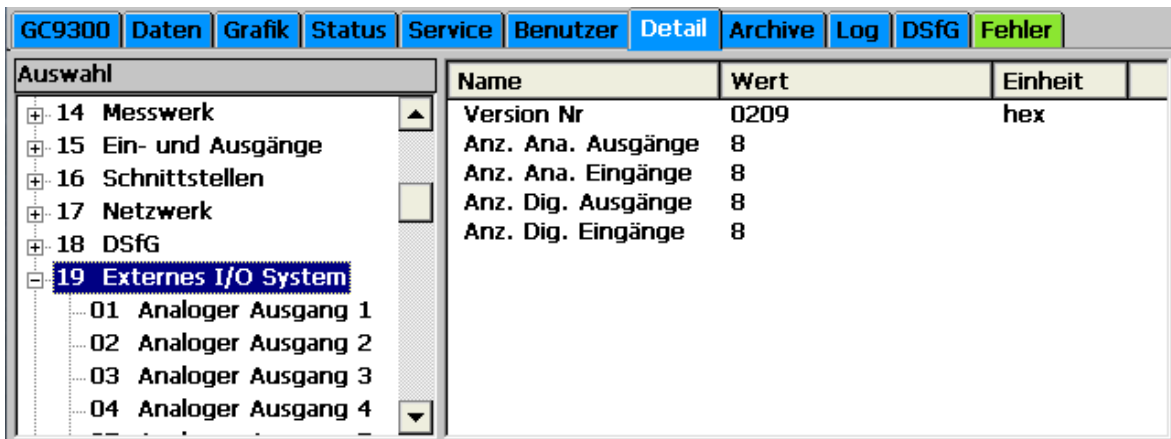 GC9300 Daten Grafik Status Service Benutzer Detail Archive Log DSfG Fehler
Auswahl
14 Messwerk
15 Ein- und Ausgänge
16 Schnittstellen
17 Netzwerk
18 DSfG
19 Externes I/O System
01 Analoger Ausgang 1
02 Analoger Ausgang 2
03 Analoger Ausgang 3
04 Analoger Ausgang 4
Name Wert Einheit
Version Nr 0209 hex
Anz. Ana. Ausgänge 8
Anz. Ana. Eingänge 8
Anz. Dig. Ausgänge 8
Anz. Dig. Eingänge 8